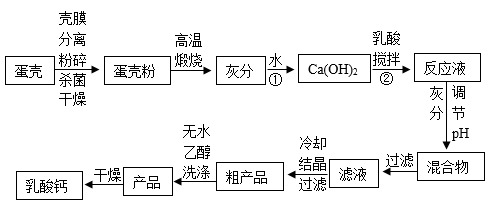 蛋壳
壳膜
分离
粉碎
杀菌
干燥
蛋壳粉
高温
煅烧
灰分
水
①
Ca(OH)₂
乳酸
搅拌
②
反应液
灰分
调节pH
混合物
过滤
滤液
冷却
结晶
过滤
粗产品
无水
乙醇
洗涤
产品
干燥
乳酸钙